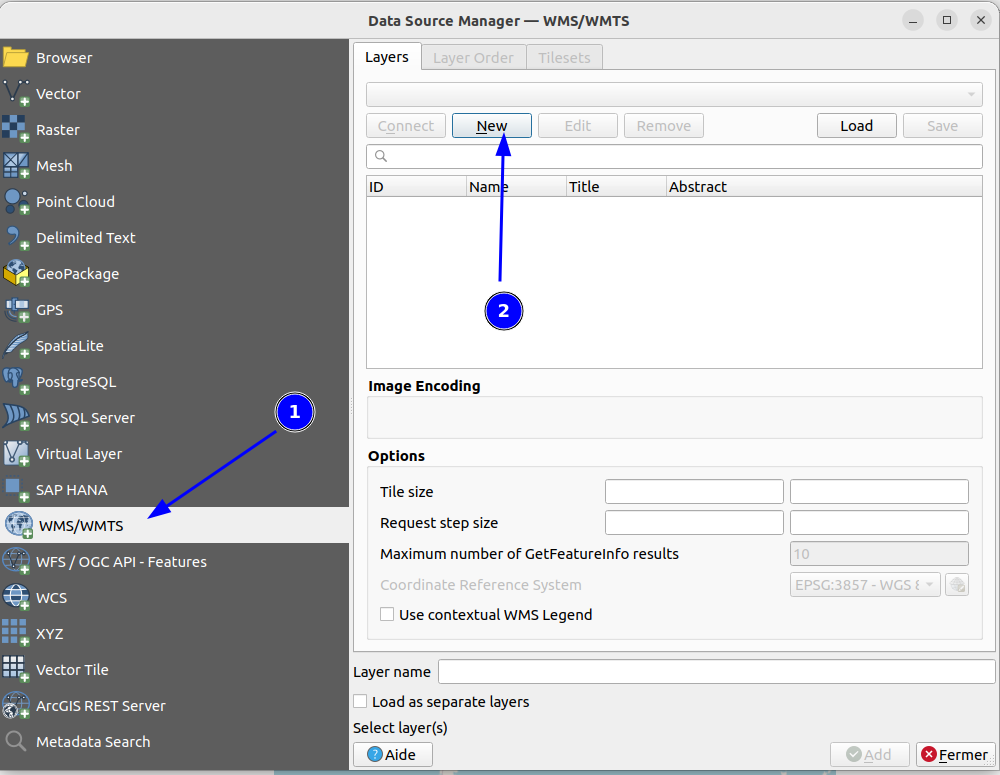 Data Source Manager — WMS/WMTS
Browser
Vector
Raster
Mesh
Point Cloud
Delimited Text
GeoPackage
GPS
SpatiaLite
PostgreSQL
MS SQL Server
Virtual Layer
SAP HANA
WMS/WMTS
WFS / OGC API - Features
WCS
XYZ
Vector Tile
ArcGIS REST Server
Metadata Search
1
Layers Layer Order Tilesets
Connect New Edit Remove Load Save
ID Name Title Abstract
2
Image Encoding
Options
Tile size
Request step size
Maximum number of GetFeatureInfo results 10
Coordinate Reference System EPSG:3857 - WGS
Use contextual WMS Legend
Layer name
Load as separate layers
Select layer(s)
? Aide Add Fermer